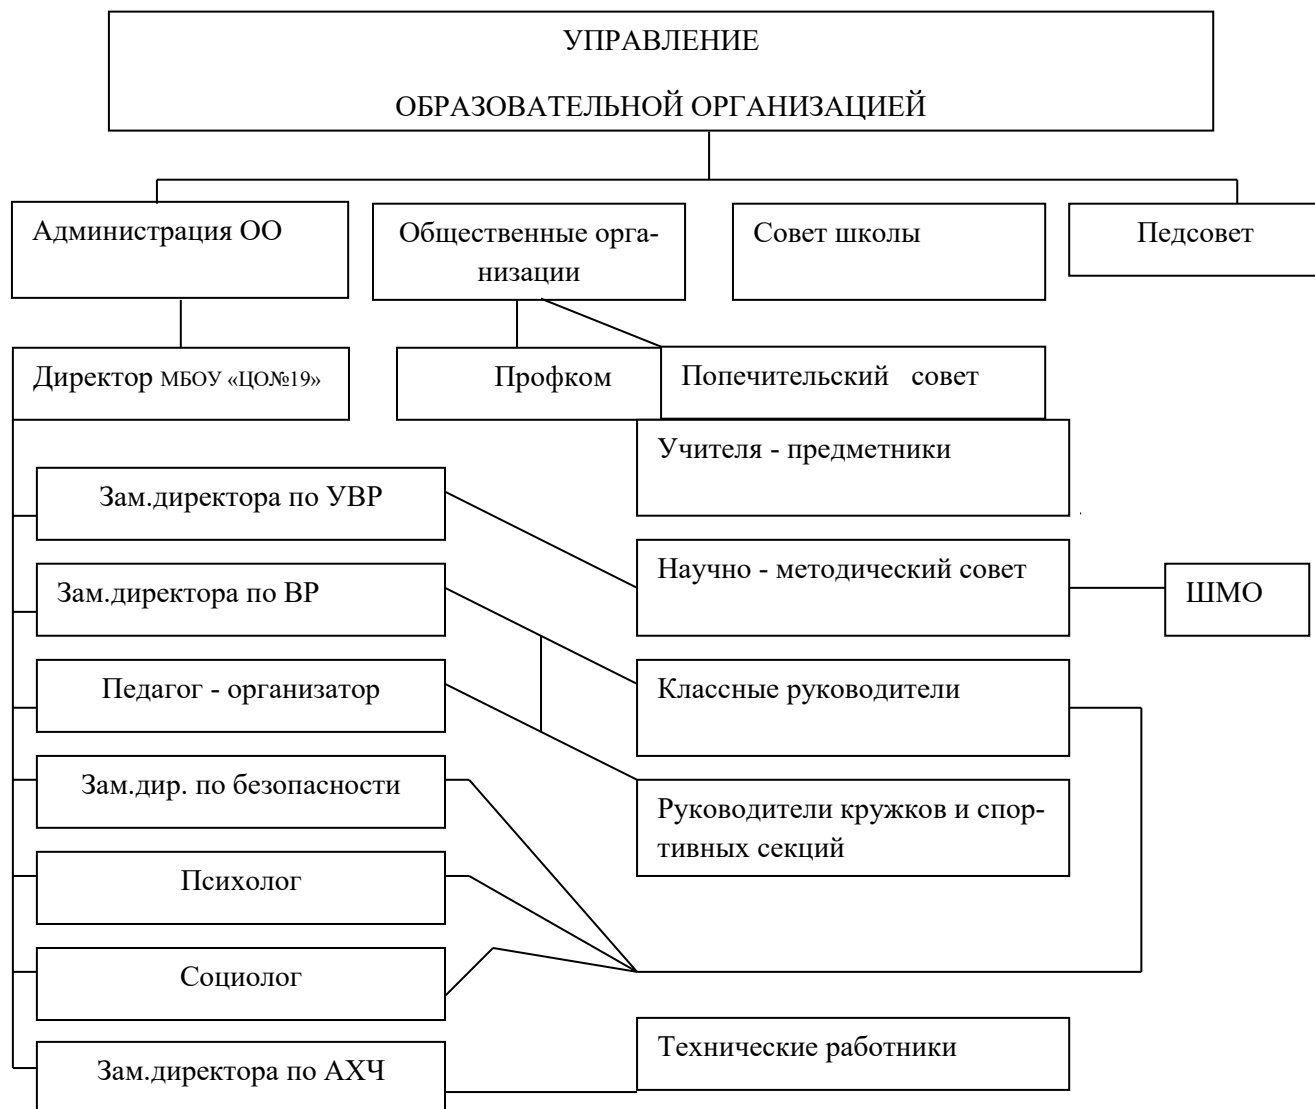 УПРАВЛЕНИЕ
ОБРАЗОВАТЕЛЬНОЙ ОРГАНИЗАЦИЕЙ
Администрация ОО
Общественные орга-
низации
Совет школы
Педсовет
Директор МБОУ «ЦО№19»
Профком
Попечительский совет
Учителя - предметники
Зам.директора по УВР
Научно - методический совет
ШМО
Зам.директора по ВР
Педагог - организатор
Классные руководители
Зам.дир. по безопасности
Руководители кружков и спор-
тивных секций
Психолог
Социолог
Технические работники
Зам.директора по АХЧ